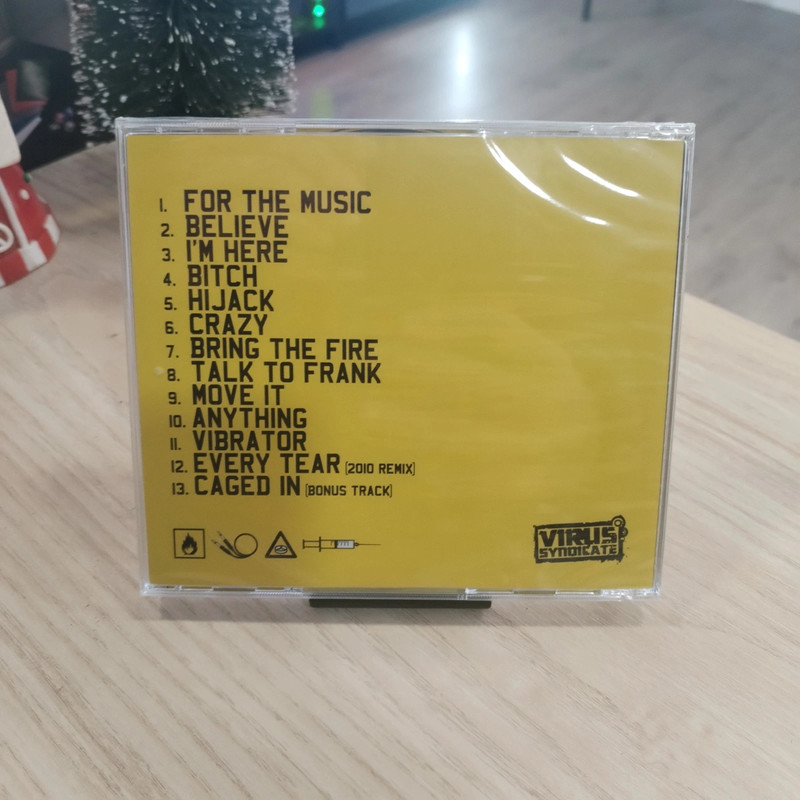 1. FOR THE MUSIC
2. BELIEVE
3. I'M HERE
4. BITCH
5. HIJACK
6. CRAZY
7. BRING THE FIRE
8. TALK TO FRANK
9. MOVE IT
10. ANYTHING
11. VIBRATOR
12. EVERY TEAR [2010 REMIX]
13. CAGED IN [BONUS TRACK]
VIRUS
SYNDICATE